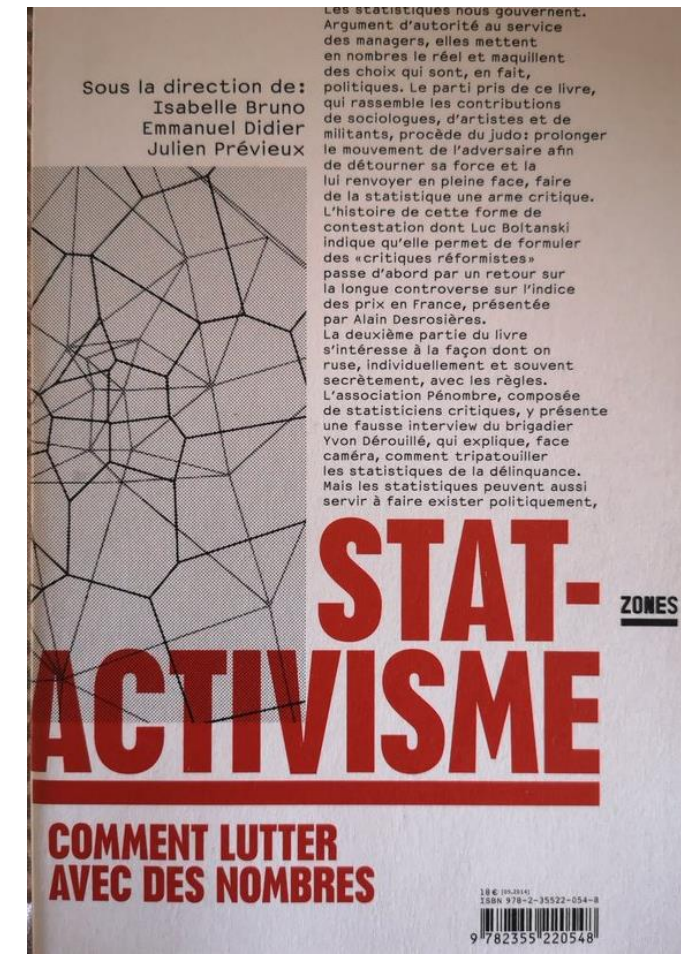 Les statistiques nous gouvernent.
Argument d'autorité au service
des managers, elles mettent
en nombres le réel et maquillent
des choix qui sont, en fait,
politiques. Le parti pris de ce livre,
qui rassemble les contributions
de sociologues, d'artistes et de
militants, procède du judo: prolonger
le mouvement de l'adversaire afin
de détourner sa force et la
lui renvoyer en pleine face, faire
de la statistique une arme critique.
L'histoire de cette forme de
contestation dont Luc Boltanski
indique qu'elle permet de formuler
des «critiques réformistes»
passe d'abord par un retour sur
la longue controverse sur l'indice
des prix en France, présentée
par Alain Desrosières.
La deuxième partie du livre
s'intéresse à la façon dont on
ruse, individuellement et souvent
secrètement, avec les règles.
L'association Pénombre, composée
de statisticiens critiques, y présente
une fausse interview du brigadier
Yvon Dérouillé, qui explique, face
caméra, comment tripatouiller
les statistiques de la délinquance.
Mais les statistiques peuvent aussi
servir à faire exister politiquement,
Sous la direction de:
Isabelle Bruno
Emmanuel Didier
Julien Prévieux
STAT-
ACTIVISME
ZONES
COMMENT LUTTER
AVEC DES NOMBRES
18 € [05.2014]
ISBN 978-2-35522-054-8
9 782355 220548